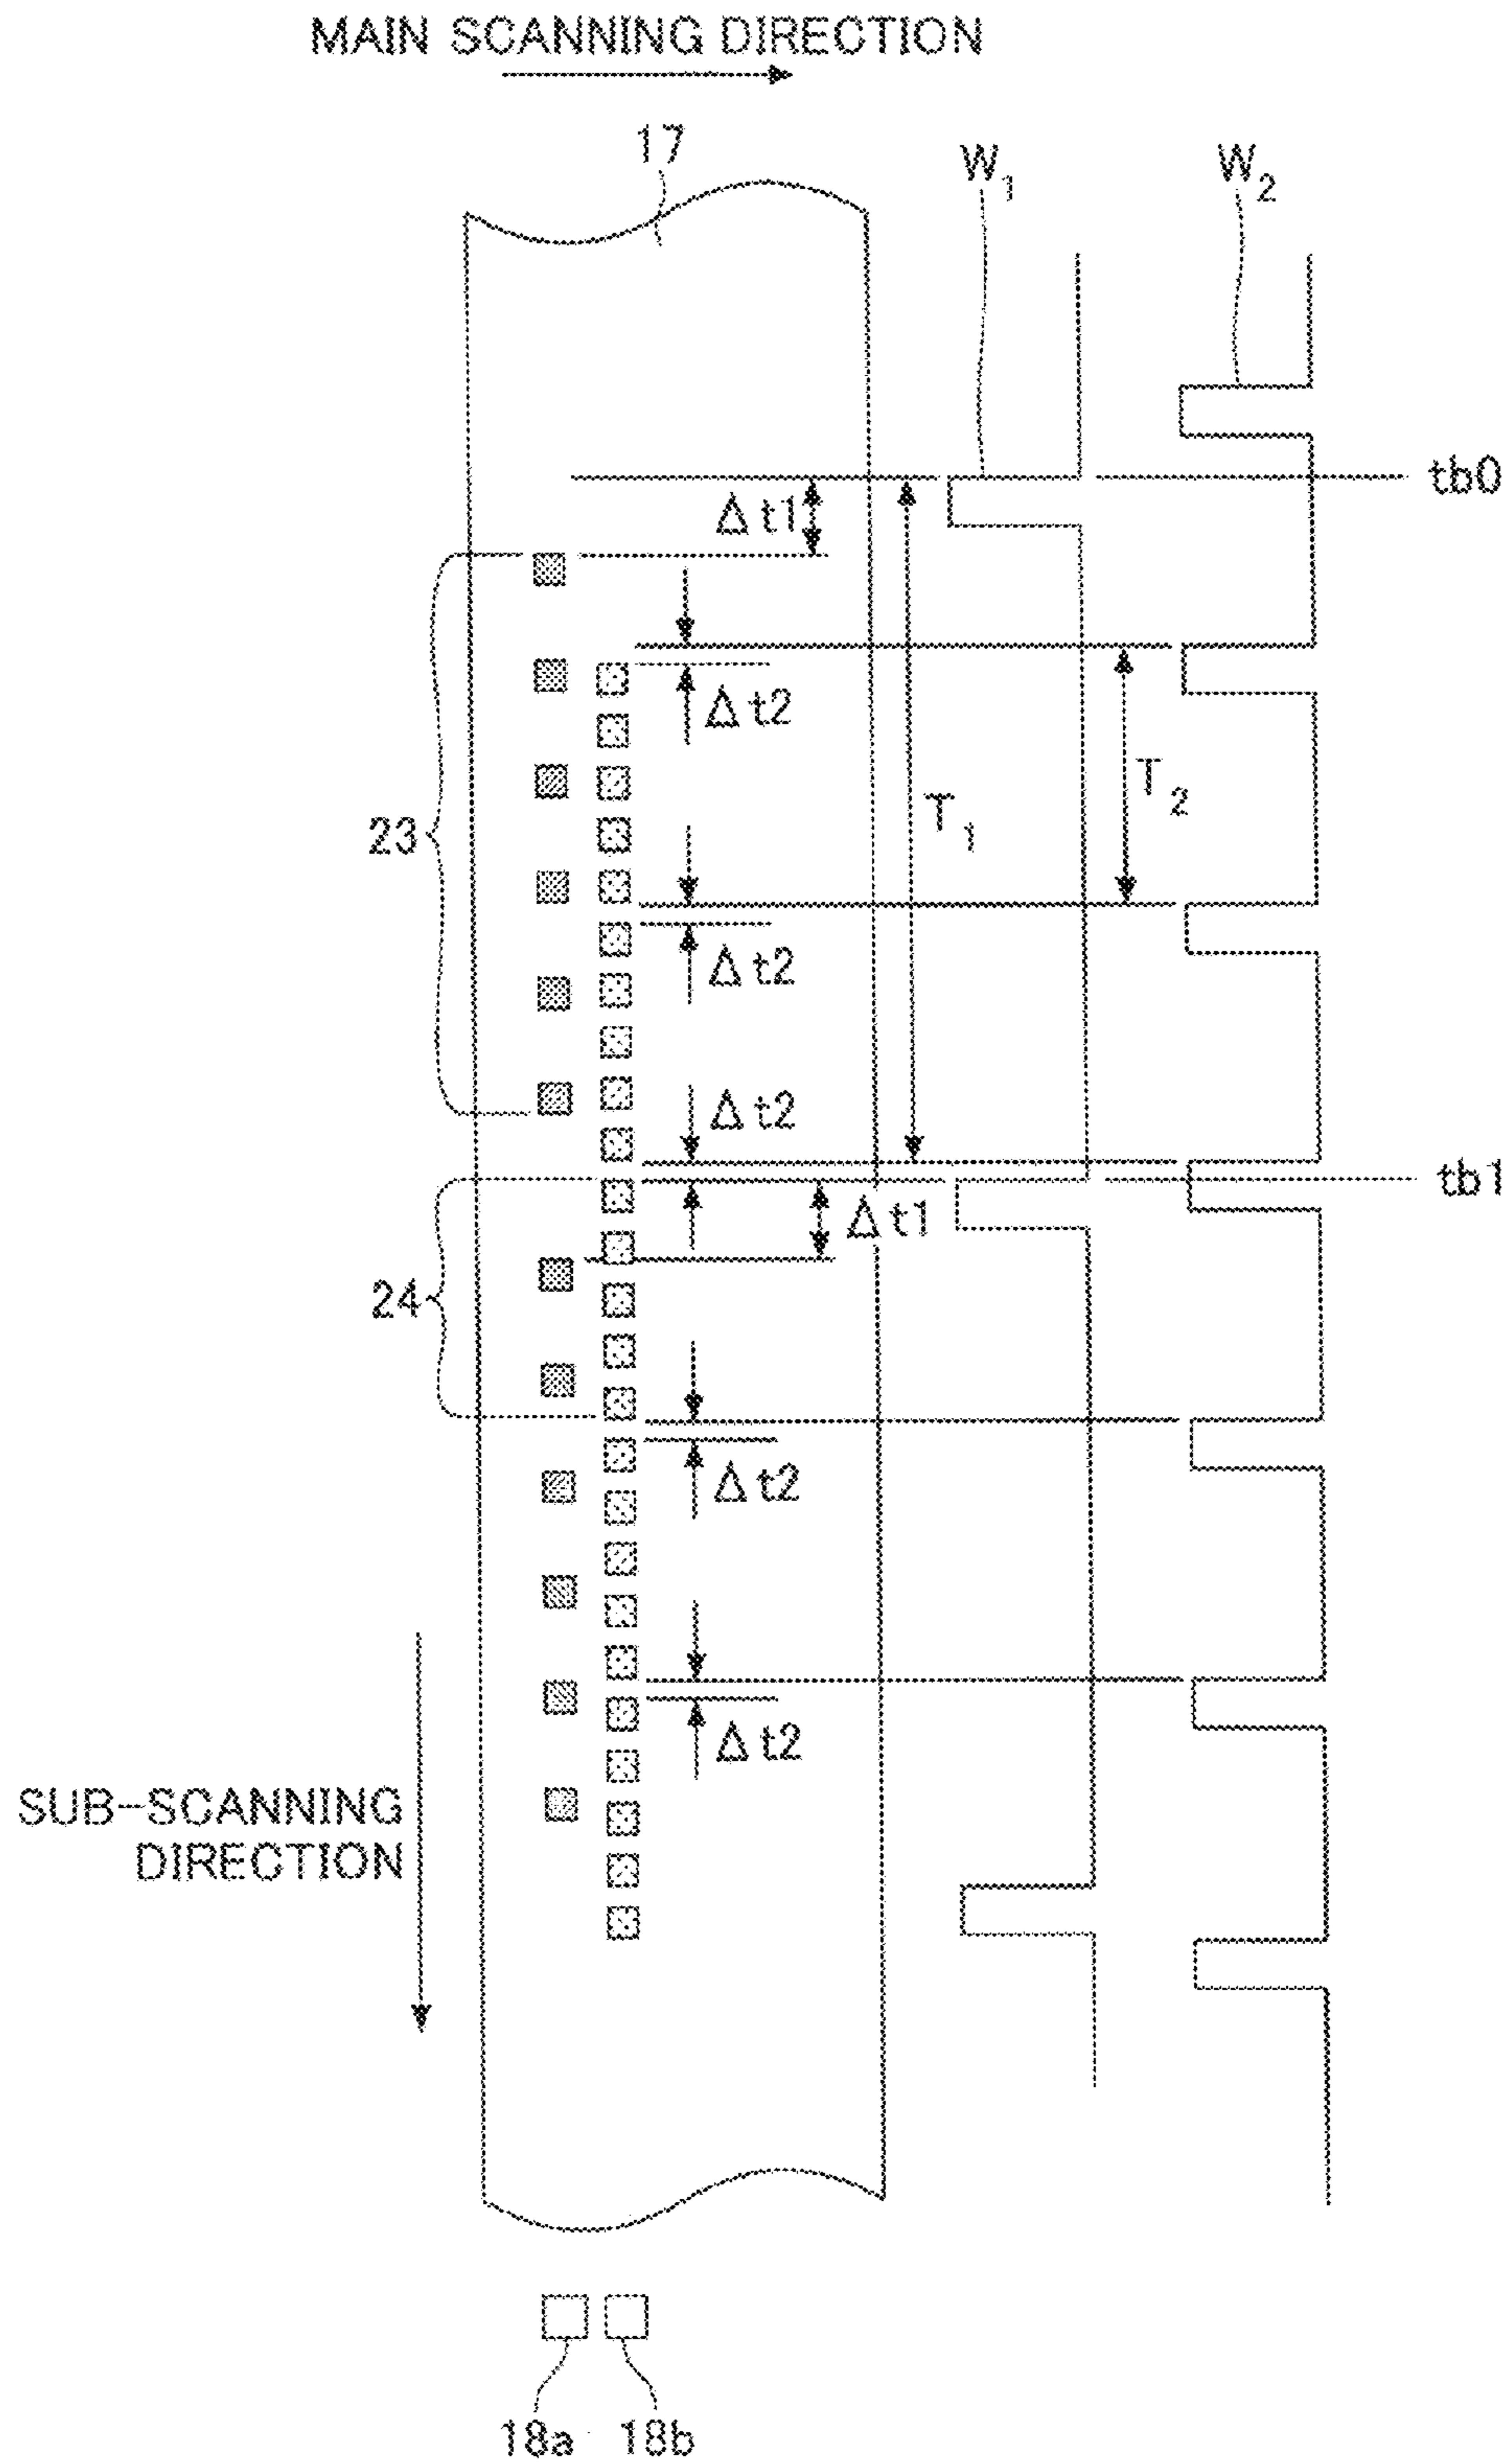 MAIN SCANNING DIRECTION
17
W1
W2
tb0
Δt1
Δt2
T2
T1
23
Δt2
Δt2
tb1
Δt1
24
Δt2
Δt2
SUB-SCANNING
DIRECTION
18a 18b